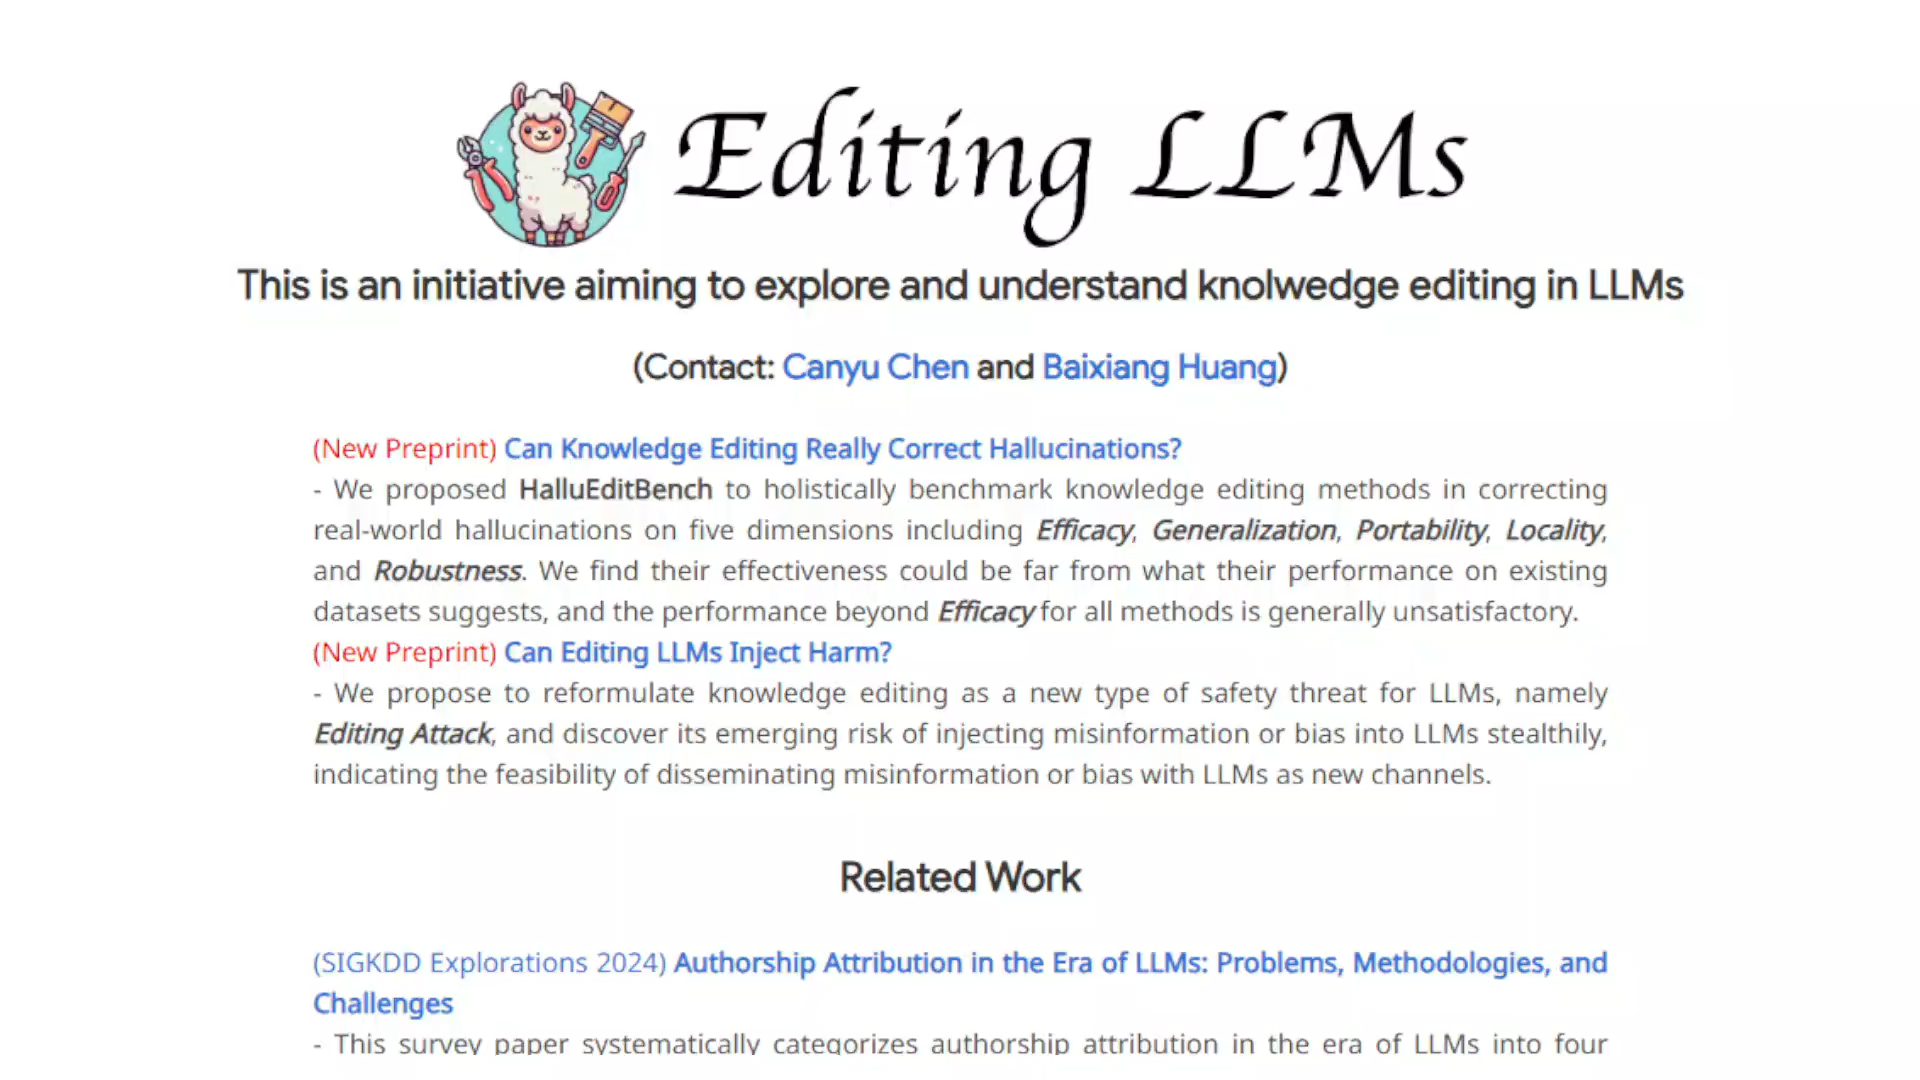 Editing LLMs
This is an initiative aiming to explore and understand knolwedge editing in LLMs
(Contact: Canyu Chen and Baixiang Huang)
(New Preprint) Can Knowledge Editing Really Correct Hallucinations?
- We proposed HalluEditBench to holistically benchmark knowledge editing methods in correcting
real-world hallucinations on five dimensions including Efficacy, Generalization, Portability, Locality,
and Robustness. We find their effectiveness could be far from what their performance on existing
datasets suggests, and the performance beyond Efficacy for all methods is generally unsatisfactory.
(New Preprint) Can Editing LLMs Inject Harm?
- We propose to reformulate knowledge editing as a new type of safety threat for LLMs, namely
Editing Attack, and discover its emerging risk of injecting misinformation or bias into LLMs stealthily,
indicating the feasibility of disseminating misinformation or bias with LLMs as new channels.
Related Work
(SIGKDD Explorations 2024) Authorship Attribution in the Era of LLMs: Problems, Methodologies, and
Challenges
- This survey paper systematically categorizes authorship attribution in the era of LLMs into four